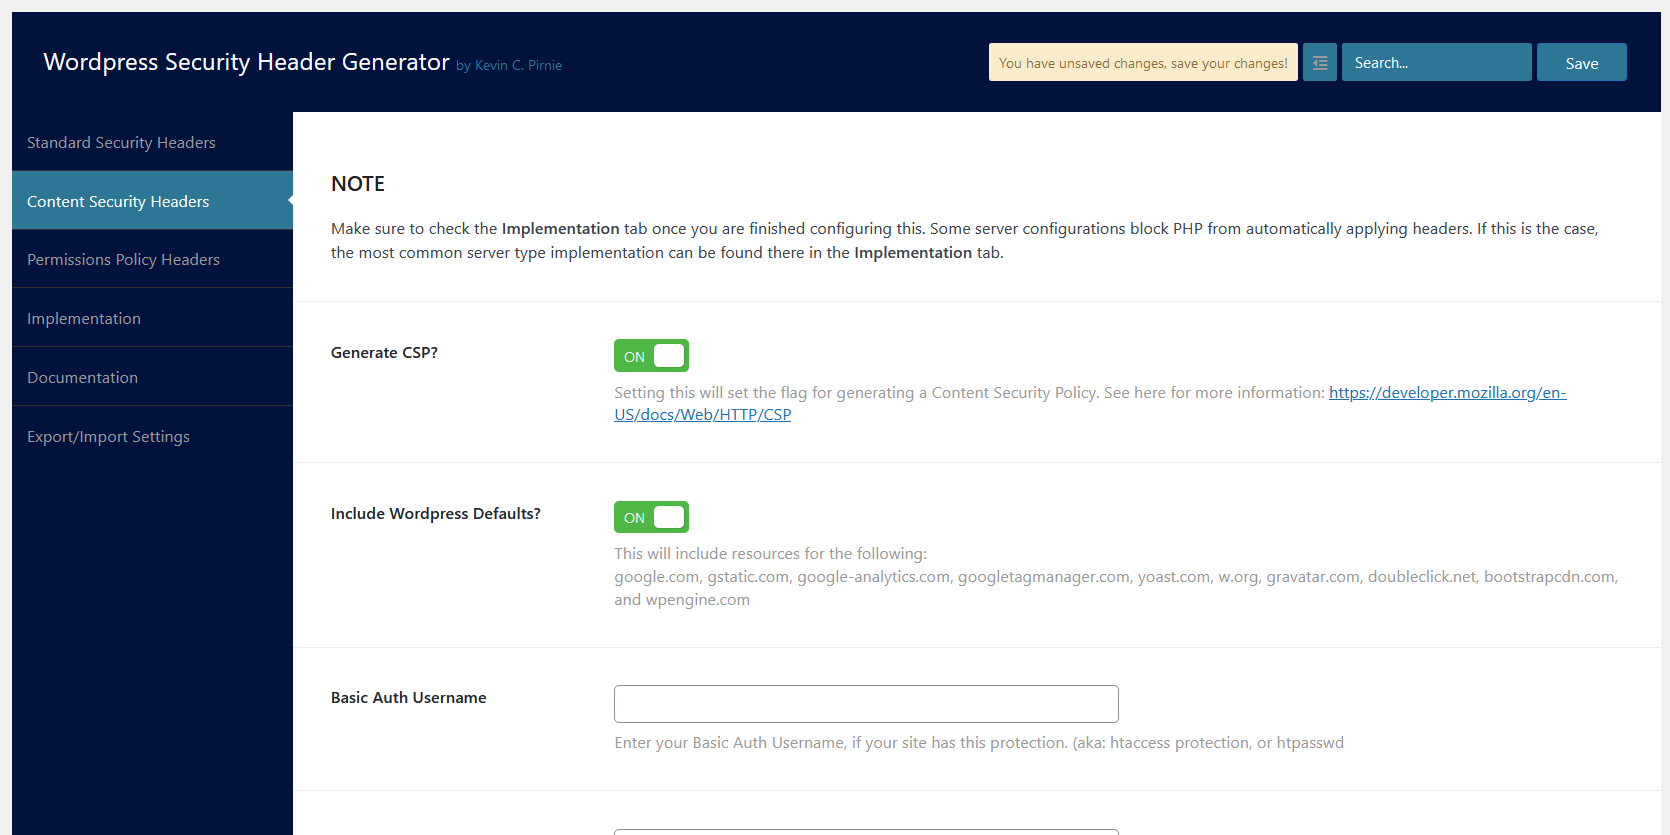 Wordpress Security Header Generator by Kevin C. Pirnie
You have unsaved changes, save your changes!
Search...
Save
Standard Security Headers
Content Security Headers
Permissions Policy Headers
Implementation
Documentation
Export/Import Settings
NOTE
Make sure to check the Implementation tab once you are finished configuring this. Some server configurations block PHP from automatically applying headers. If this is the case,
the most common server type implementation can be found there in the Implementation tab.
Generate CSP?
ON
Setting this will set the flag for generating a Content Security Policy. See here for more information: https://developer.mozilla.org/en-
US/docs/Web/HTTP/CSP
Include Wordpress Defaults?
ON
This will include resources for the following:
google.com, gstatic.com, google-analytics.com, googletagmanager.com, yoast.com, w.org, gravatar.com, doubleclick.net, bootstrapcdn.com,
and wpengine.com
Basic Auth Username
Enter your Basic Auth Username, if your site has this protection. (aka: htaccess protection, or htpasswd